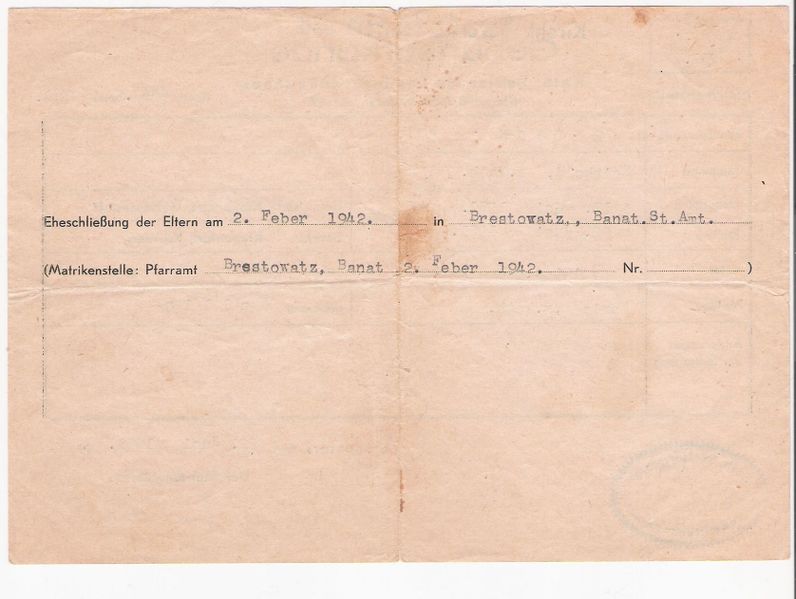 Eheschließung der Eltern am 2. Feber 1942. in Brestowatz,, Banat.St.Amt.
(Matrikenstelle: Pfarramt Brestowatz, Banat 2. Feber 1942. Nr. )